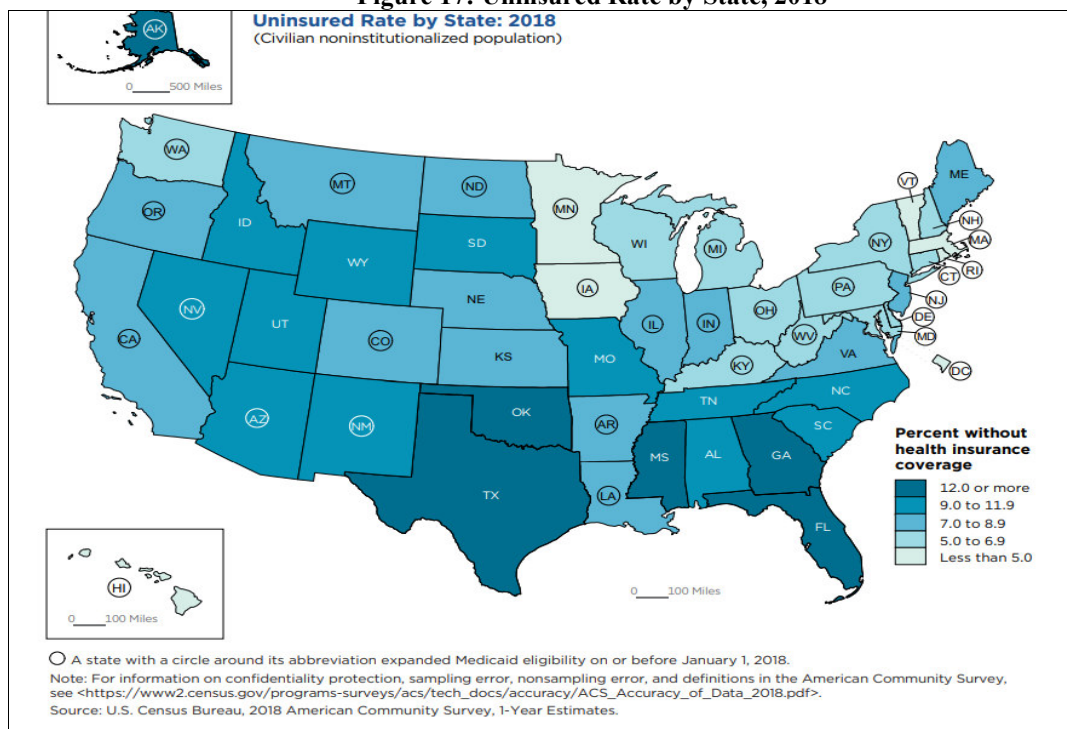 Figure 17: Uninsured Rate by State, 2018
Uninsured Rate by State: 2018
(Civilian noninstitutionalized population)
AK
0 500 Miles
WA
MT
ND
MN
VT
ME
OR
ID
SD
WI
MI
NY
NH
MA
WY
RI
CT
IA
PA
NE
NJ
NV
OH
DE
IL
IN
UT
WV
MD
CA
CO
KS
MO
KY
VA
DC
NC
TN
OK
AZ
NM
AR
SC
MS
AL
GA
TX
LA
FL
Percent without
health insurance
coverage
12.0 or more
9.0 to 11.9
7.0 to 8.9
5.0 to 6.9
Less than 5.0
HI
0 100 Miles
0 100 Miles
A state with a circle around its abbreviation expanded Medicaid eligibility on or before January 1, 2018.
Note: For information on confidentiality protection, sampling error, nonsampling error, and definitions in the American Community Survey,
see <https://www2.census.gov/programs-surveys/acs/tech_docs/accuracy/ACS_Accuracy_of_Data_2018.pdf>.
Source: U.S. Census Bureau, 2018 American Community Survey, 1-Year Estimates.